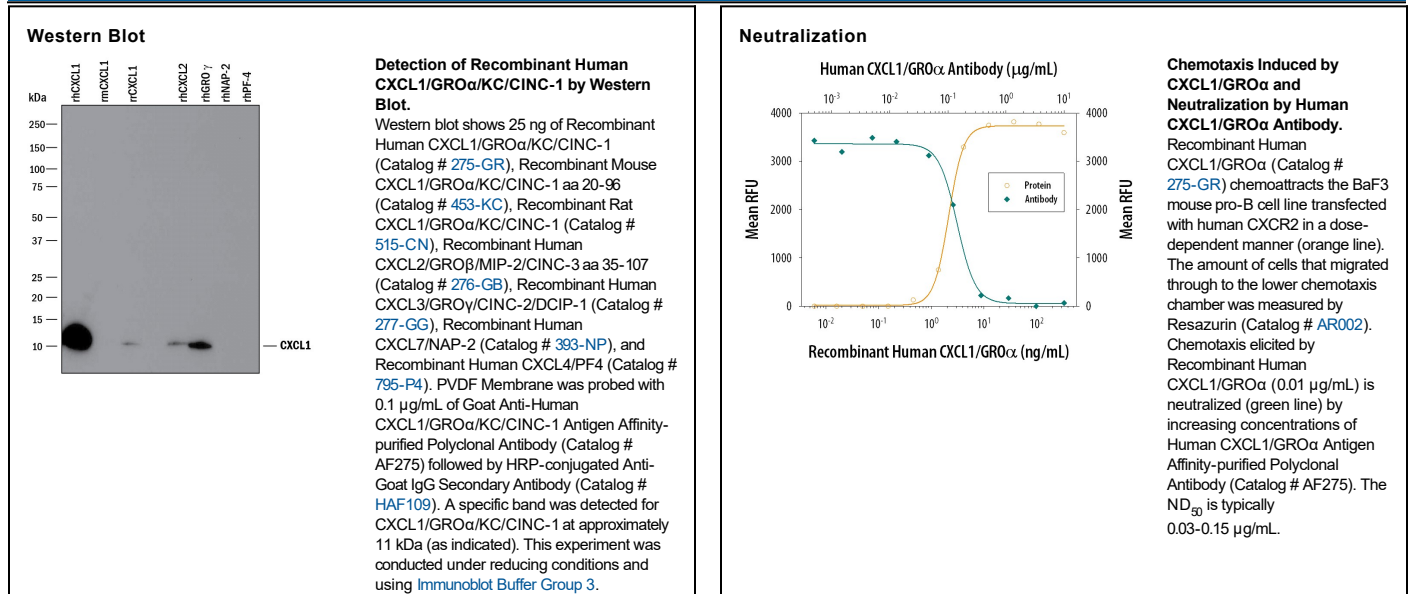 Western Blot
rhCXCL1
rmCXCL1
rrCXCL1
rhCXCL2
rhGRO γ
rhNAP-2
rhPF-4
kDa
250
150
100
75
50
37
25
20
15
10
CXCL1
Detection of Recombinant Human
CXCL1/GROα/KC/CINC-1 by Western
Blot.
Western blot shows 25 ng of Recombinant
Human CXCL1/GROα/KC/CINC-1
(Catalog # 275-GR), Recombinant Mouse
CXCL1/GROα/KC/CINC-1 aa 20-96
(Catalog # 453-KC), Recombinant Rat
CXCL1/GROα/KC/CINC-1 (Catalog #
515-CN), Recombinant Human
CXCL2/GROβ/MIP-2/CINC-3 aa 35-107
(Catalog # 276-GB), Recombinant Human
CXCL3/GROγ/CINC-2/DCIP-1 (Catalog #
277-GG), Recombinant Human
CXCL7/NAP-2 (Catalog # 393-NP), and
Recombinant Human CXCL4/PF4 (Catalog #
795-P4). PVDF Membrane was probed with
0.1 µg/mL of Goat Anti-Human
CXCL1/GROα/KC/CINC-1 Antigen Affinity-
purified Polyclonal Antibody (Catalog #
AF275) followed by HRP-conjugated Anti-
Goat IgG Secondary Antibody (Catalog #
HAF109). A specific band was detected for
CXCL1/GROα/KC/CINC-1 at approximately
11 kDa (as indicated). This experiment was
conducted under reducing conditions and
using Immunoblot Buffer Group 3.
Neutralization
Human CXCL1/GROα Antibody (µg/mL)
10⁻³ 10⁻² 10⁻¹ 10⁰ 10¹
4000 4000
3000 3000
2000 2000
1000 1000
0 0
Mean RFU
Mean RFU
Protein
Antibody
10⁻² 10⁻¹ 10⁰ 10¹ 10²
Recombinant Human CXCL1/GROα (ng/mL)
Chemotaxis Induced by
CXCL1/GROα and
Neutralization by Human
CXCL1/GROα Antibody.
Recombinant Human
CXCL1/GROα (Catalog #
275-GR) chemoattracts the BaF3
mouse pro-B cell line transfected
with human CXCR2 in a dose-
dependent manner (orange line).
The amount of cells that migrated
through to the lower chemotaxis
chamber was measured by
Resazurin (Catalog # AR002).
Chemotaxis elicited by
Recombinant Human
CXCL1/GROα (0.01 µg/mL) is
neutralized (green line) by
increasing concentrations of
Human CXCL1/GROα Antigen
Affinity-purified Polyclonal
Antibody (Catalog # AF275). The
ND₅₀ is typically
0.03-0.15 µg/mL.